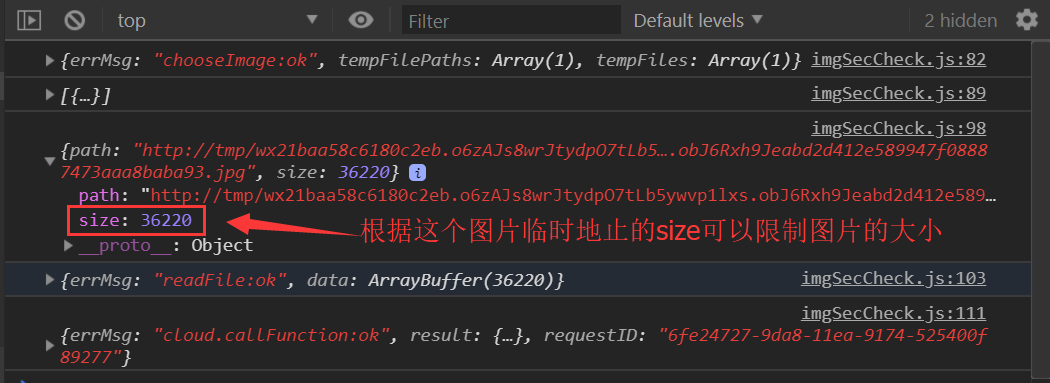 top Filter Default levels 2 hidden
{errMsg: "chooseImage:ok", tempFilePaths: Array(1), tempFiles: Array(1)} imgSecCheck.js:82
[{…}] imgSecCheck.js:89
imgSecCheck.js:98
{path: "http://tmp/wx21baa58c6180c2eb.o6zAJs8wrJtydpO7tLb5….obJ6Rxh9Jeabd2d412e589947f0888
7473aaa8baba93.jpg", size: 36220} i
path: "http://tmp/wx21baa58c6180c2eb.o6zAJs8wrJtydpO7tLb5ywvp1lxs.obJ6Rxh9Jeabd2d412e589…
size: 36220 根据这个图片临时地止的size可以限制图片的大小
__proto__: Object
{errMsg: "readFile:ok", data: ArrayBuffer(36220)} imgSecCheck.js:103
imgSecCheck.js:111
{errMsg: "cloud.callFunction:ok", result: {…}, requestID: "6fe24727-9da8-11ea-9174-525400f
89277"}